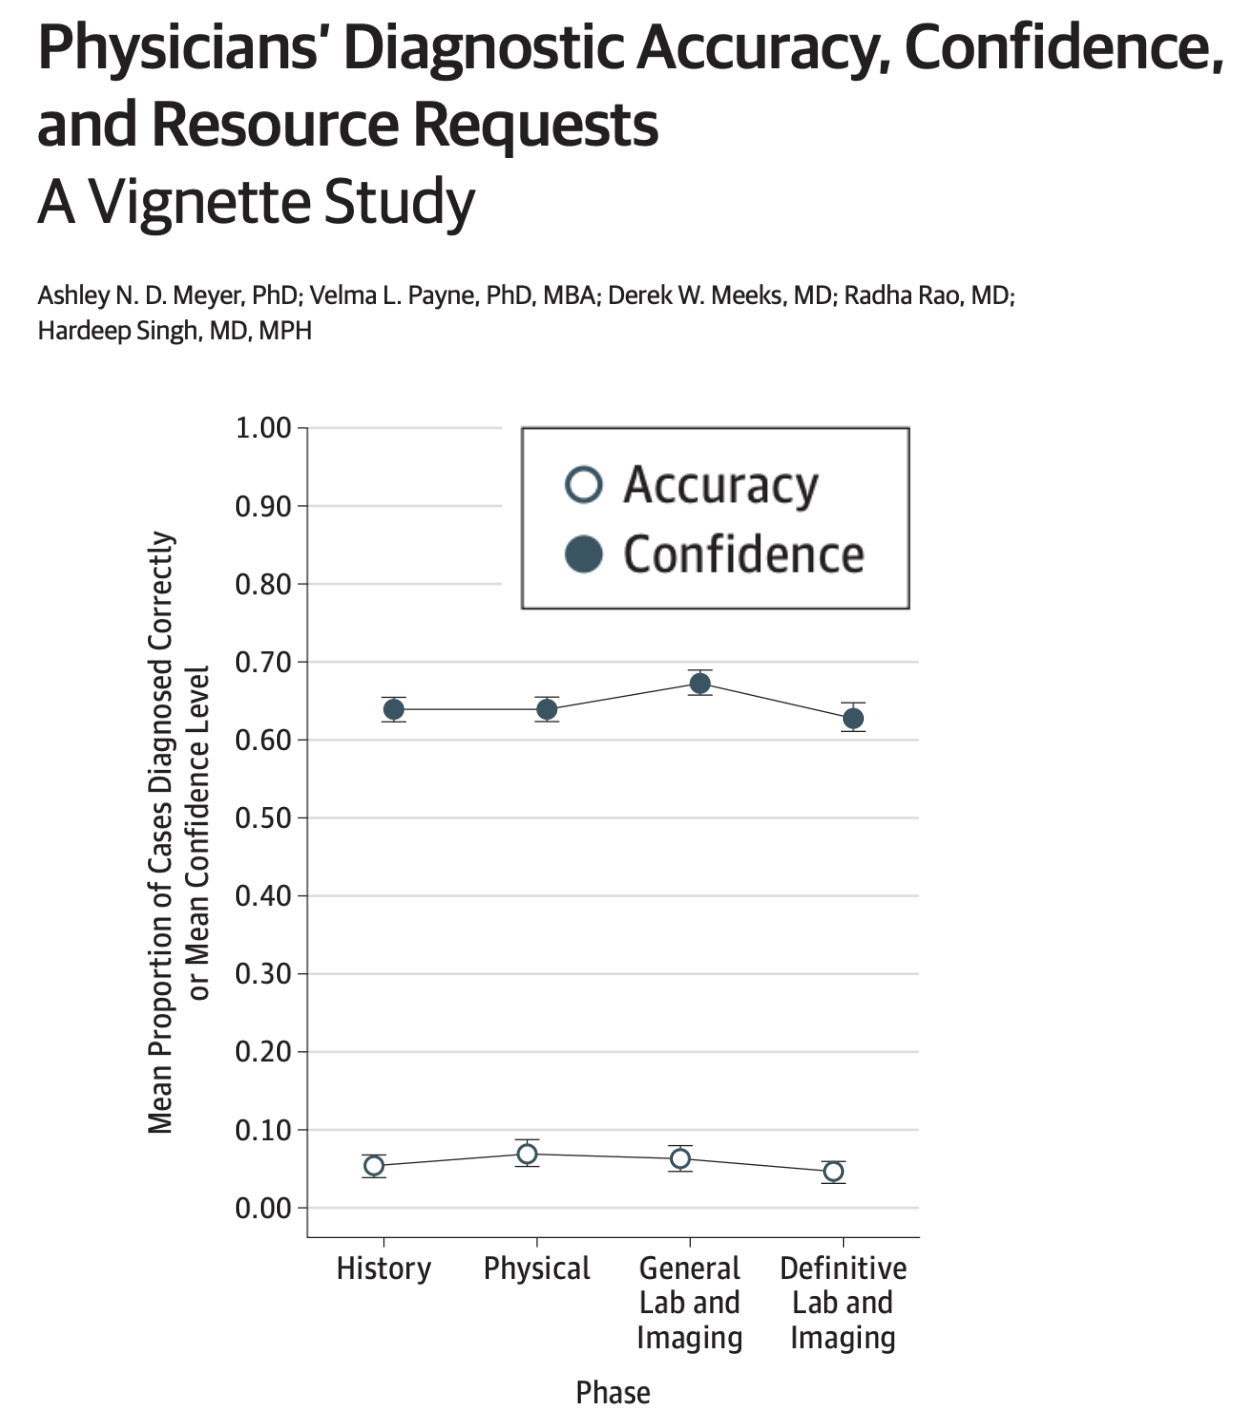 Physicians’ Diagnostic Accuracy, Confidence,
and Resource Requests
A Vignette Study
Ashley N. D. Meyer, PhD; Velma L. Payne, PhD, MBA; Derek W. Meeks, MD; Radha Rao, MD;
Hardeep Singh, MD, MPH
Mean Proportion of Cases Diagnosed Correctly
or Mean Confidence Level
1.00
0.90
0.80
0.70
0.60
0.50
0.40
0.30
0.20
0.10
0.00
Accuracy
Confidence
History
Physical
General
Lab and
Imaging
Definitive
Lab and
Imaging
Phase